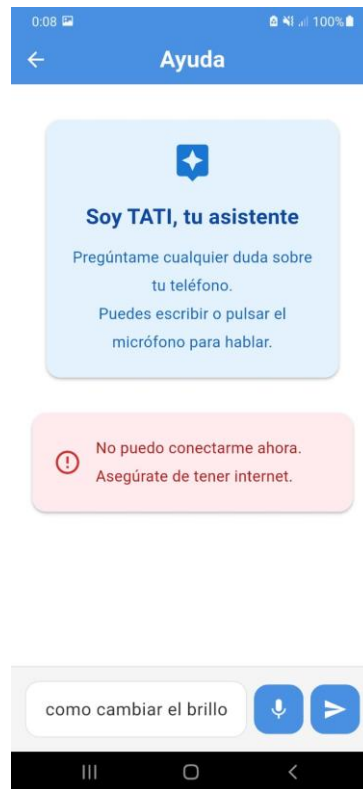 0:08 100%
Ayuda
Soy TATI, tu asistente
Pregúntame cualquier duda sobre
tu teléfono.
Puedes escribir o pulsar el
micrófono para hablar.
No puedo conectarme ahora.
Asegúrate de tener internet.
como cambiar el brillo